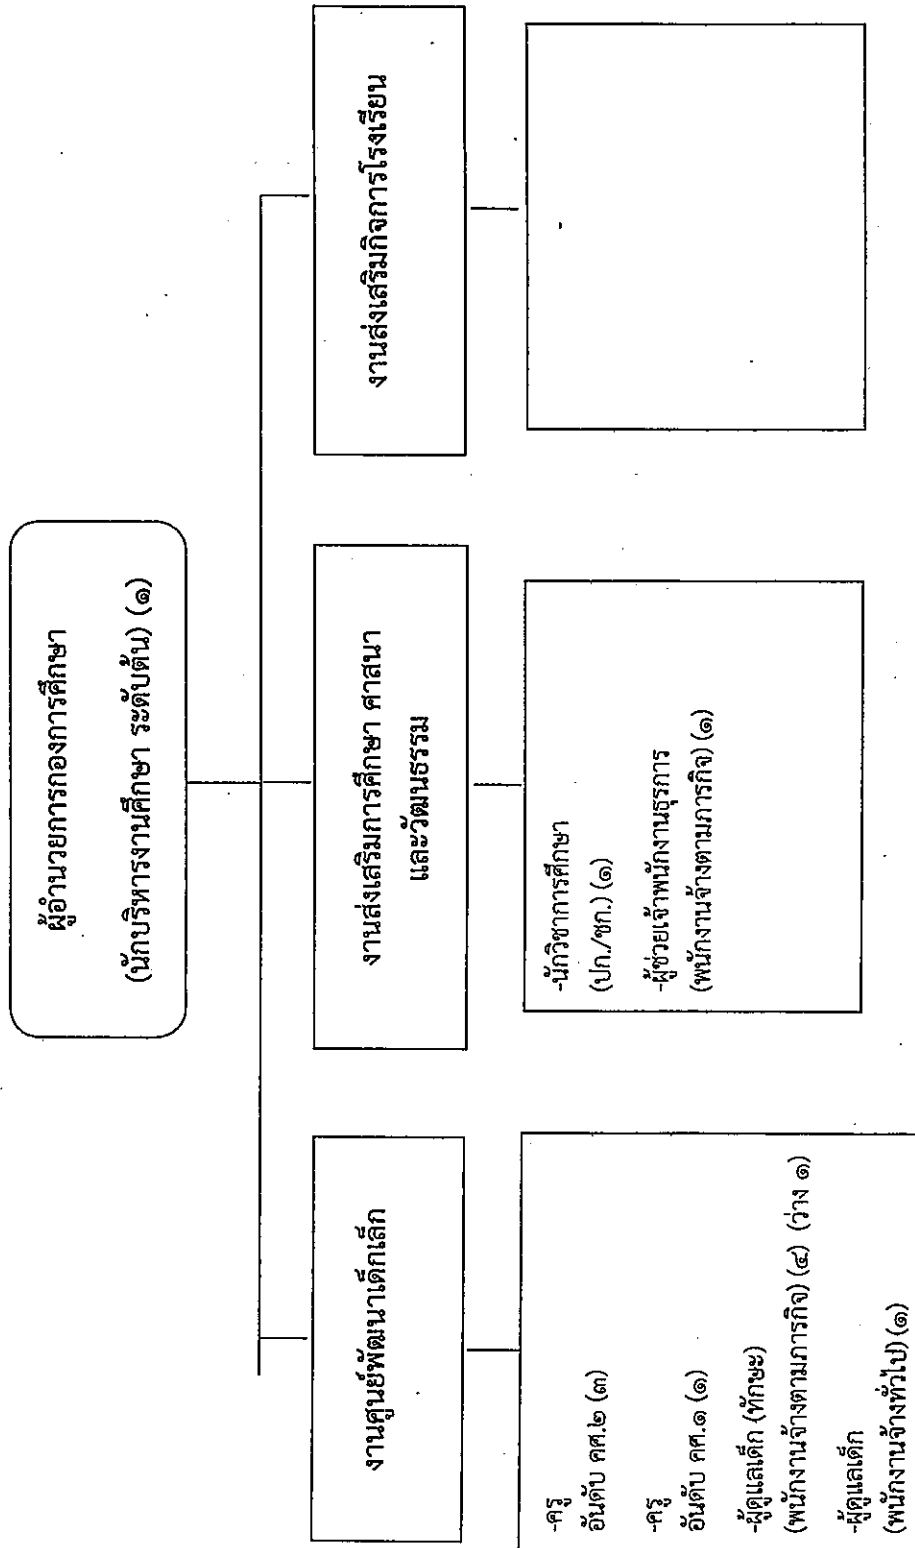 ผู้อำนวยการกองการศึกษา
(นักบริหารงานศึกษา ระดับต้น) (๑)
งานศูนย์พัฒนาเด็กเล็ก
งานส่งเสริมการศึกษา ศาสนา
และวัฒนธรรม
งานส่งเสริมกิจการโรงเรียน
-ครู
อันดับ คศ.๒ (๓)
-ครู
อันดับ คศ.๑ (๑)
-ผู้ดูแลเด็ก (ทักษะ)
(พนักงานจ้างตามภารกิจ) (๔) (ว่าง ๑)
-ผู้ดูแลเด็ก
(พนักงานจ้างทั่วไป) (๑)
-นักวิชาการศึกษา
(ปก./ชก.) (๑)
-ผู้ช่วยเจ้าพนักงานธุรการ
(พนักงานจ้างตามภารกิจ) (๑)